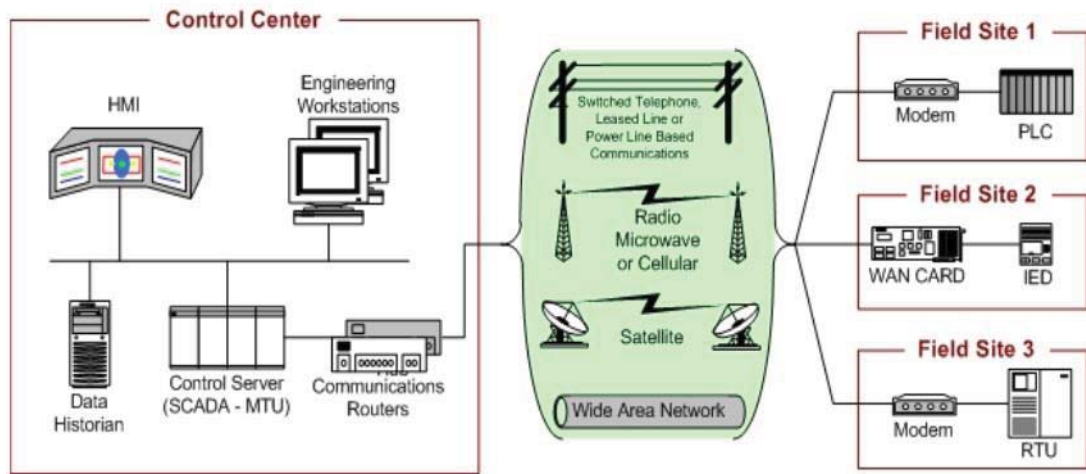 Control Center
HMI
Engineering
Workstations
Data
Historian
Control Server
(SCADA - MTU)
Communications
Routers
Switched Telephone,
Leased Line or
Power Line Based
Communications
Radio
Microwave
or Cellular
Satellite
Wide Area Network
Field Site 1
Modem
PLC
Field Site 2
WAN CARD
IED
Field Site 3
Modem
RTU